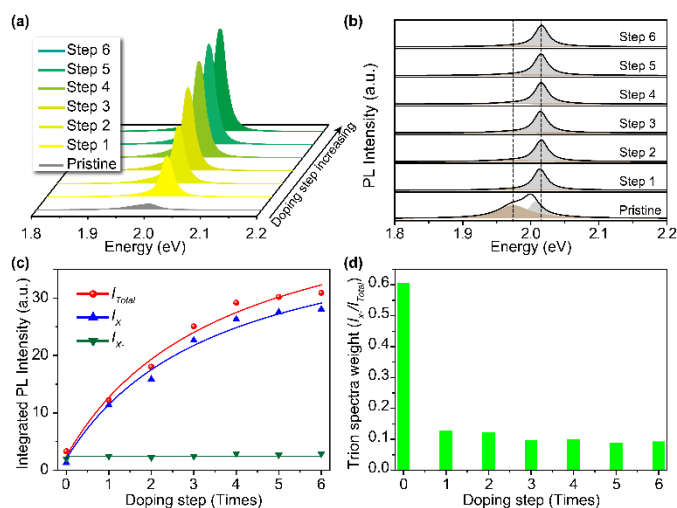 (a)
Step 6
Step 5
Step 4
Step 3
Step 2
Step 1
Pristine
Doping step increasing
1.8 1.9 2.0 2.1 2.2
Energy (eV)
(b)
PL Intensity (a.u.)
Step 6
Step 5
Step 4
Step 3
Step 2
Step 1
Pristine
1.8 1.9 2.0 2.1 2.2
Energy (eV)
(c)
Integrated PL Intensity (a.u.)
30
20
10
0
I_Total
I_X
I_X-
0 1 2 3 4 5 6
Doping step (Times)
(d)
Trion spectra weight (I_X-/I_Total)
0.6
0.5
0.4
0.3
0.2
0.1
0.0
0 1 2 3 4 5 6
Doping step (Times)